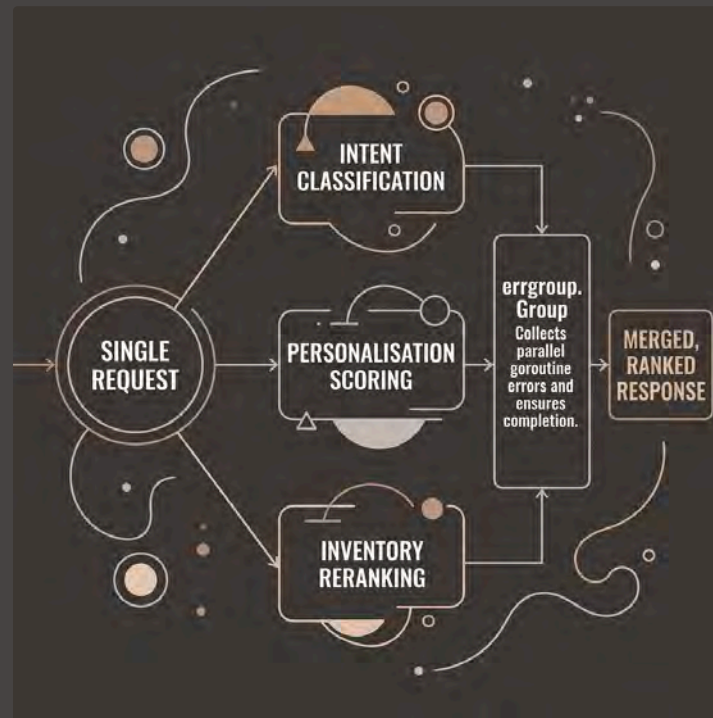 INTENT
CLASSIFICATION
SINGLE
REQUEST
PERSONALISATION
SCORING
INVENTORY
RERANKING
errgroup.
Group
Collects
parallel
goroutine
errors and
ensures
completion.
MERGED,
RANKED
RESPONSE